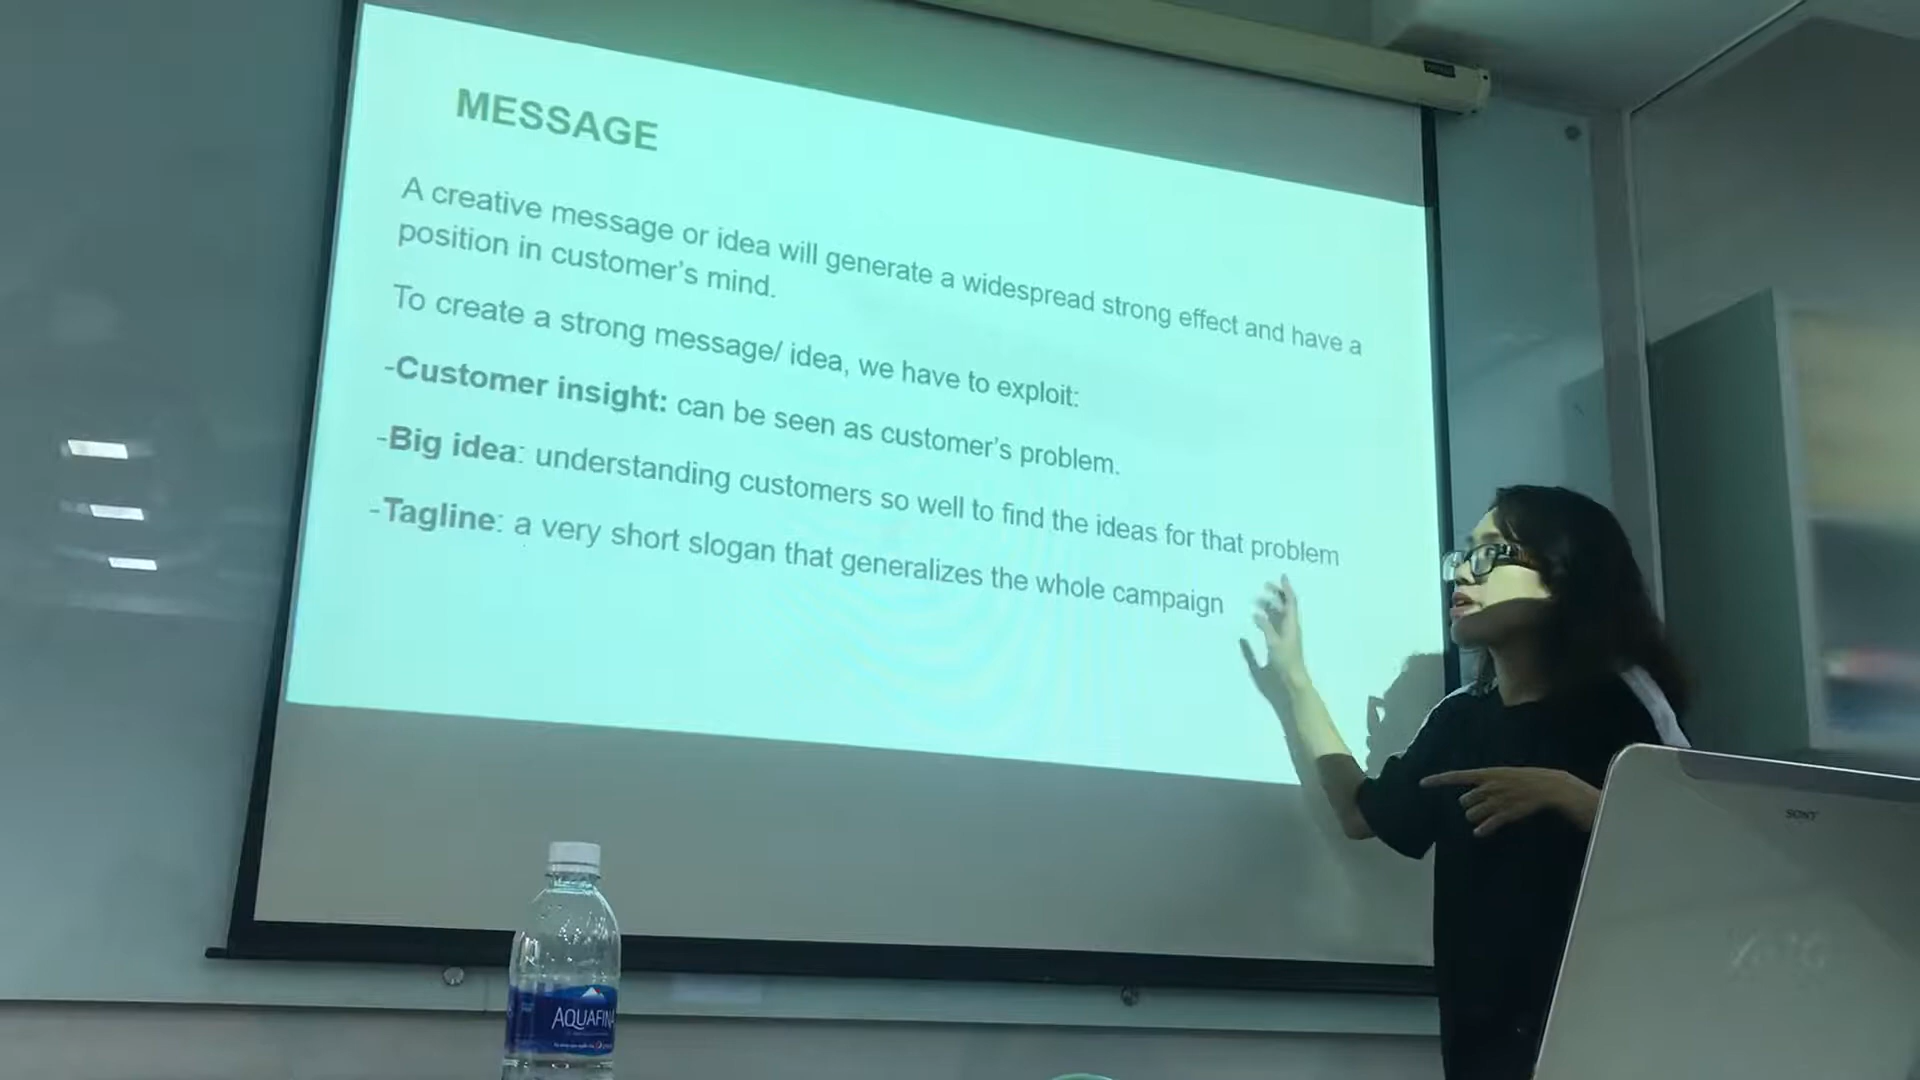 MESSAGE
A creative message or idea will generate a widespread strong effect and have a
position in customer's mind.
To create a strong message/ idea, we have to exploit:
-Customer insight: can be seen as customer's problem.
-Big idea: understanding customers so well to find the ideas for that problem
-Tagline: a very short slogan that generalizes the whole campaign
SONY
AQUAFINA